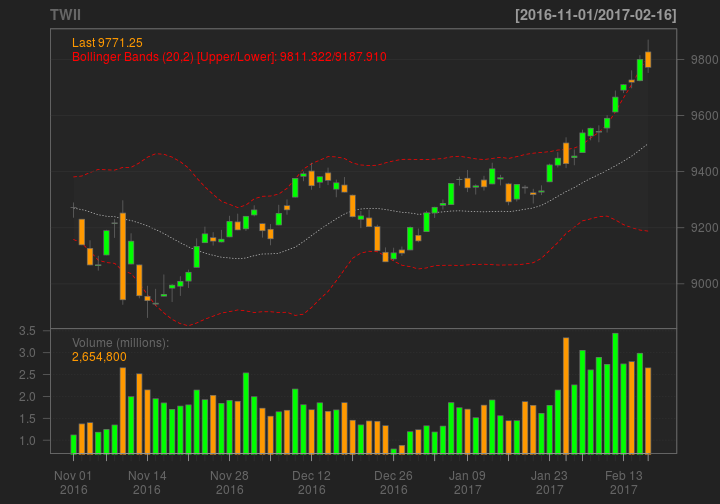 TWII [2016-11-01/2017-02-16]
Last 9771.25
Bollinger Bands (20,2) [Upper/Lower]: 9811.322/9187.910
9800
9600
9400
9200
9000
3.5
Volume (millions):
3.0
2,654,800
2.5
2.0
1.5
1.0
Nov 01 Nov 14 Nov 28 Dec 12 Dec 26 Jan 09 Jan 23 Feb 13
2016 2016 2016 2016 2016 2017 2017 2017